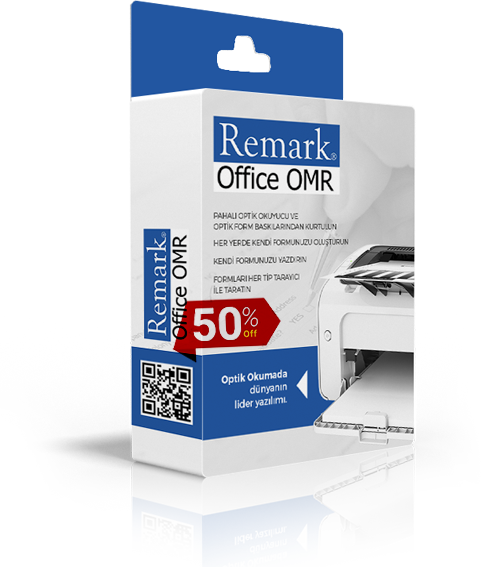 Remark®
Office OMR
PAHALI OPTİK OKUYUCU VE
OPTİK FORM BASKILARINDAN KURTULUN
HER YERDE KENDİ FORMUNUZU OLUŞTURUN
KENDİ FORMUNUZU YAZDIRIN
FORMLARI HER TİP TARAYICI
İLE TARATIN
Remark
Office OMR
50%
Off
Optik Okumada
dünyanın
lider yazılımı.